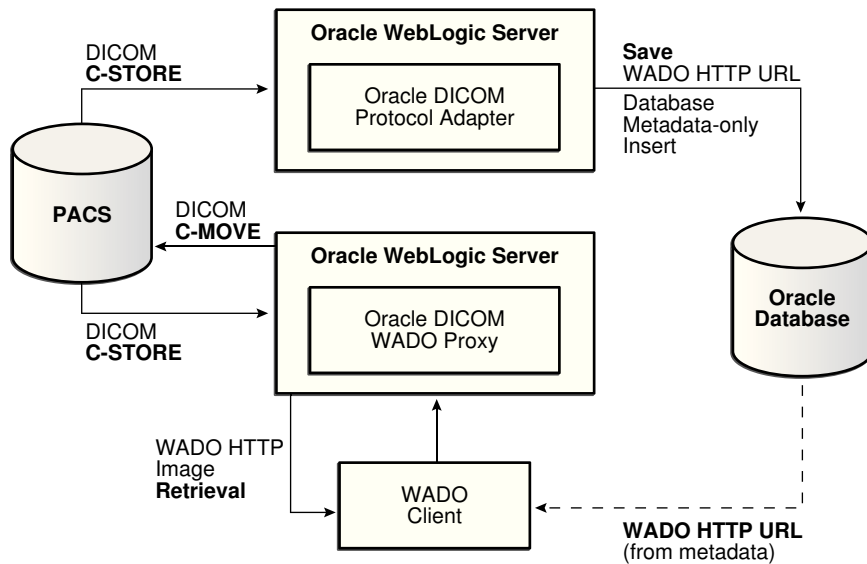 Oracle WebLogic Server
DICOM
C-STORE
Oracle DICOM
Protocol Adapter
Save
WADO HTTP URL
Database
Metadata-only
Insert
PACS
DICOM
C-MOVE
Oracle WebLogic Server
Oracle DICOM
WADO Proxy
Oracle
Database
DICOM
C-STORE
WADO HTTP
Image
Retrieval
WADO
Client
WADO HTTP URL
(from metadata)